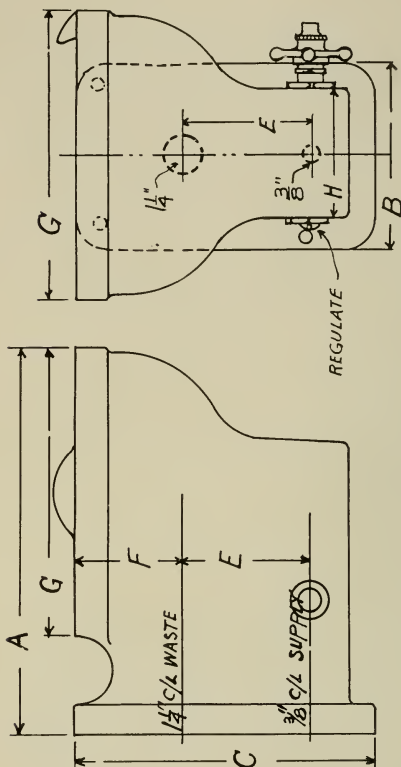 A
G
F
E
C
1¼" C/L WASTE
3/8" C/L SUPPLY
G
1¼"
E
3/8"
H
B
REGULATE